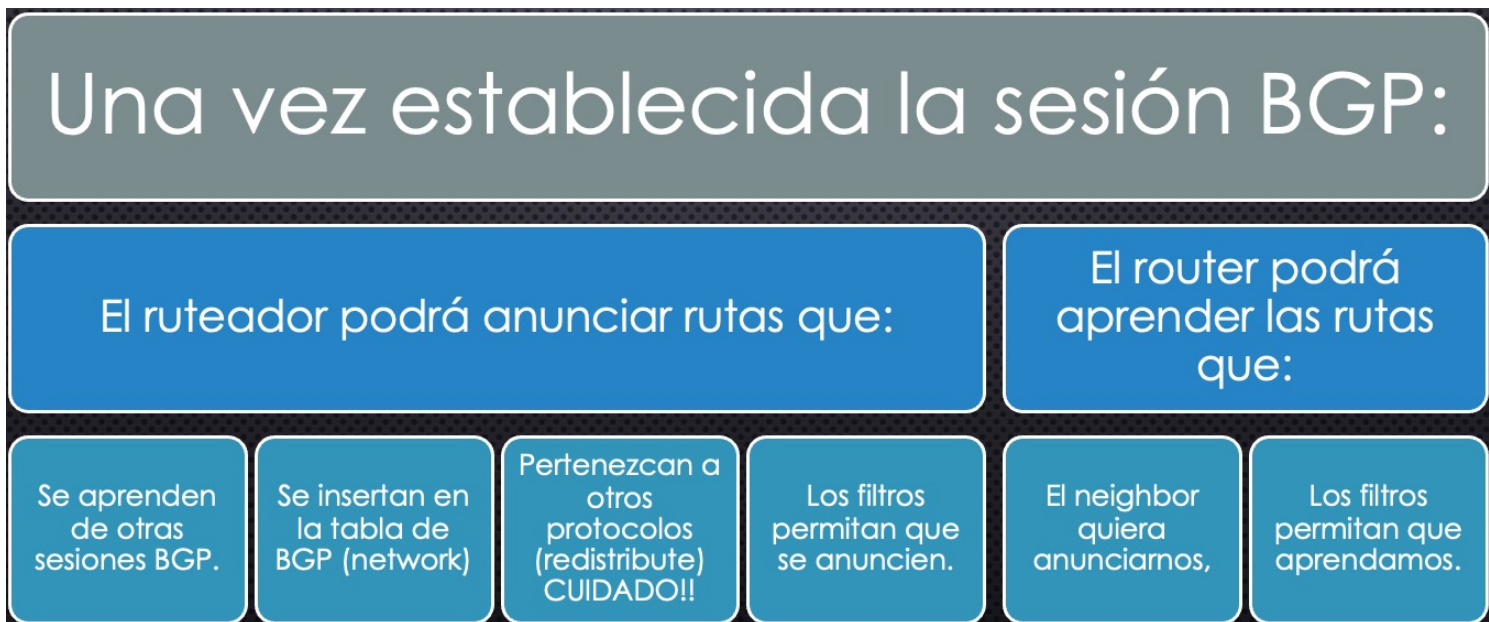 Una vez establecida la sesión BGP:
El ruteador podrá anunciar rutas que:
El router podrá
aprender las rutas
que:
Se aprenden
de otras
sesiones BGP.
Se insertan en
la tabla de
BGP (network)
Pertenezcan a
otros
protocolos
(redistribute)
CUIDADO!!
Los filtros
permitan que
se anuncien.
El neighbor
quiera
anunciarnos,
Los filtros
permitan que
aprendamos.